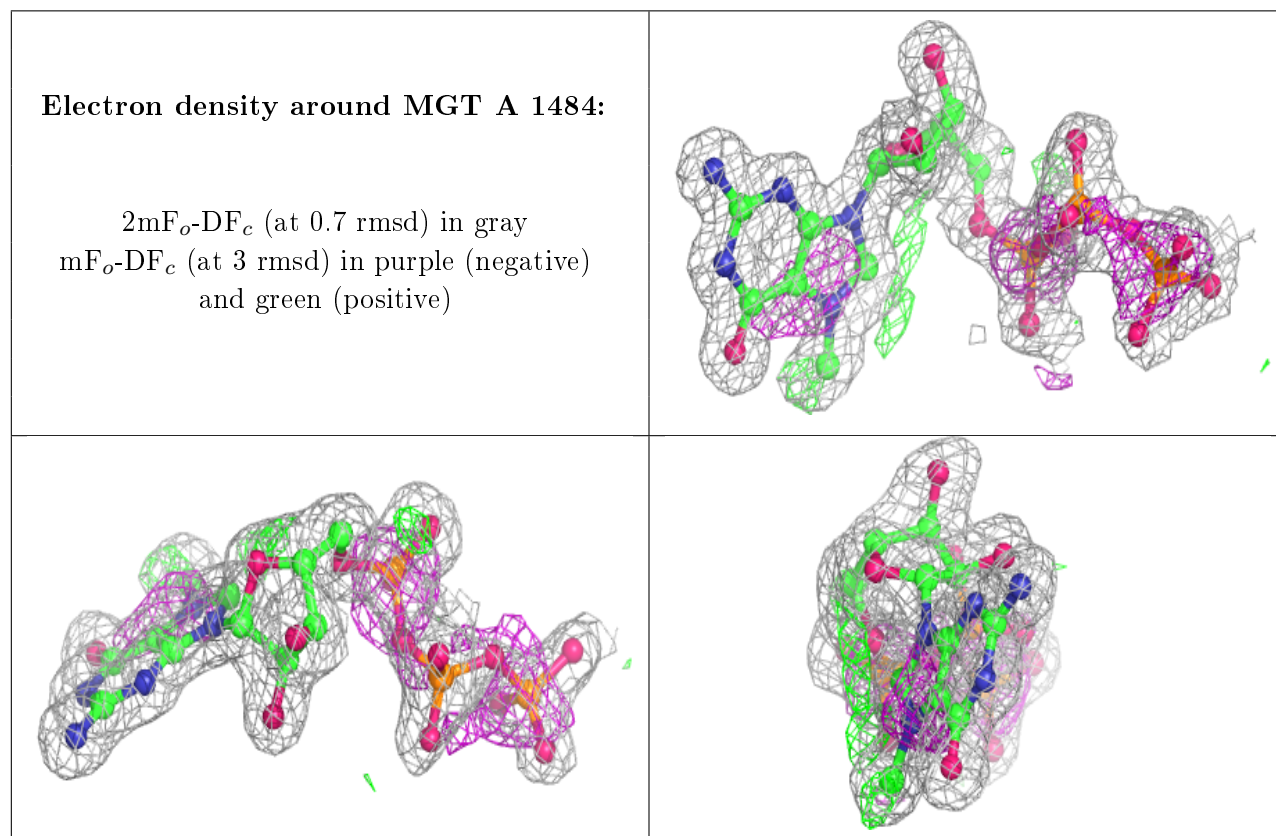 Electron density around MGT A 1484:
2mFₒ-DF𝒸 (at 0.7 rmsd) in gray
mFₒ-DF𝒸 (at 3 rmsd) in purple (negative)
and green (positive)